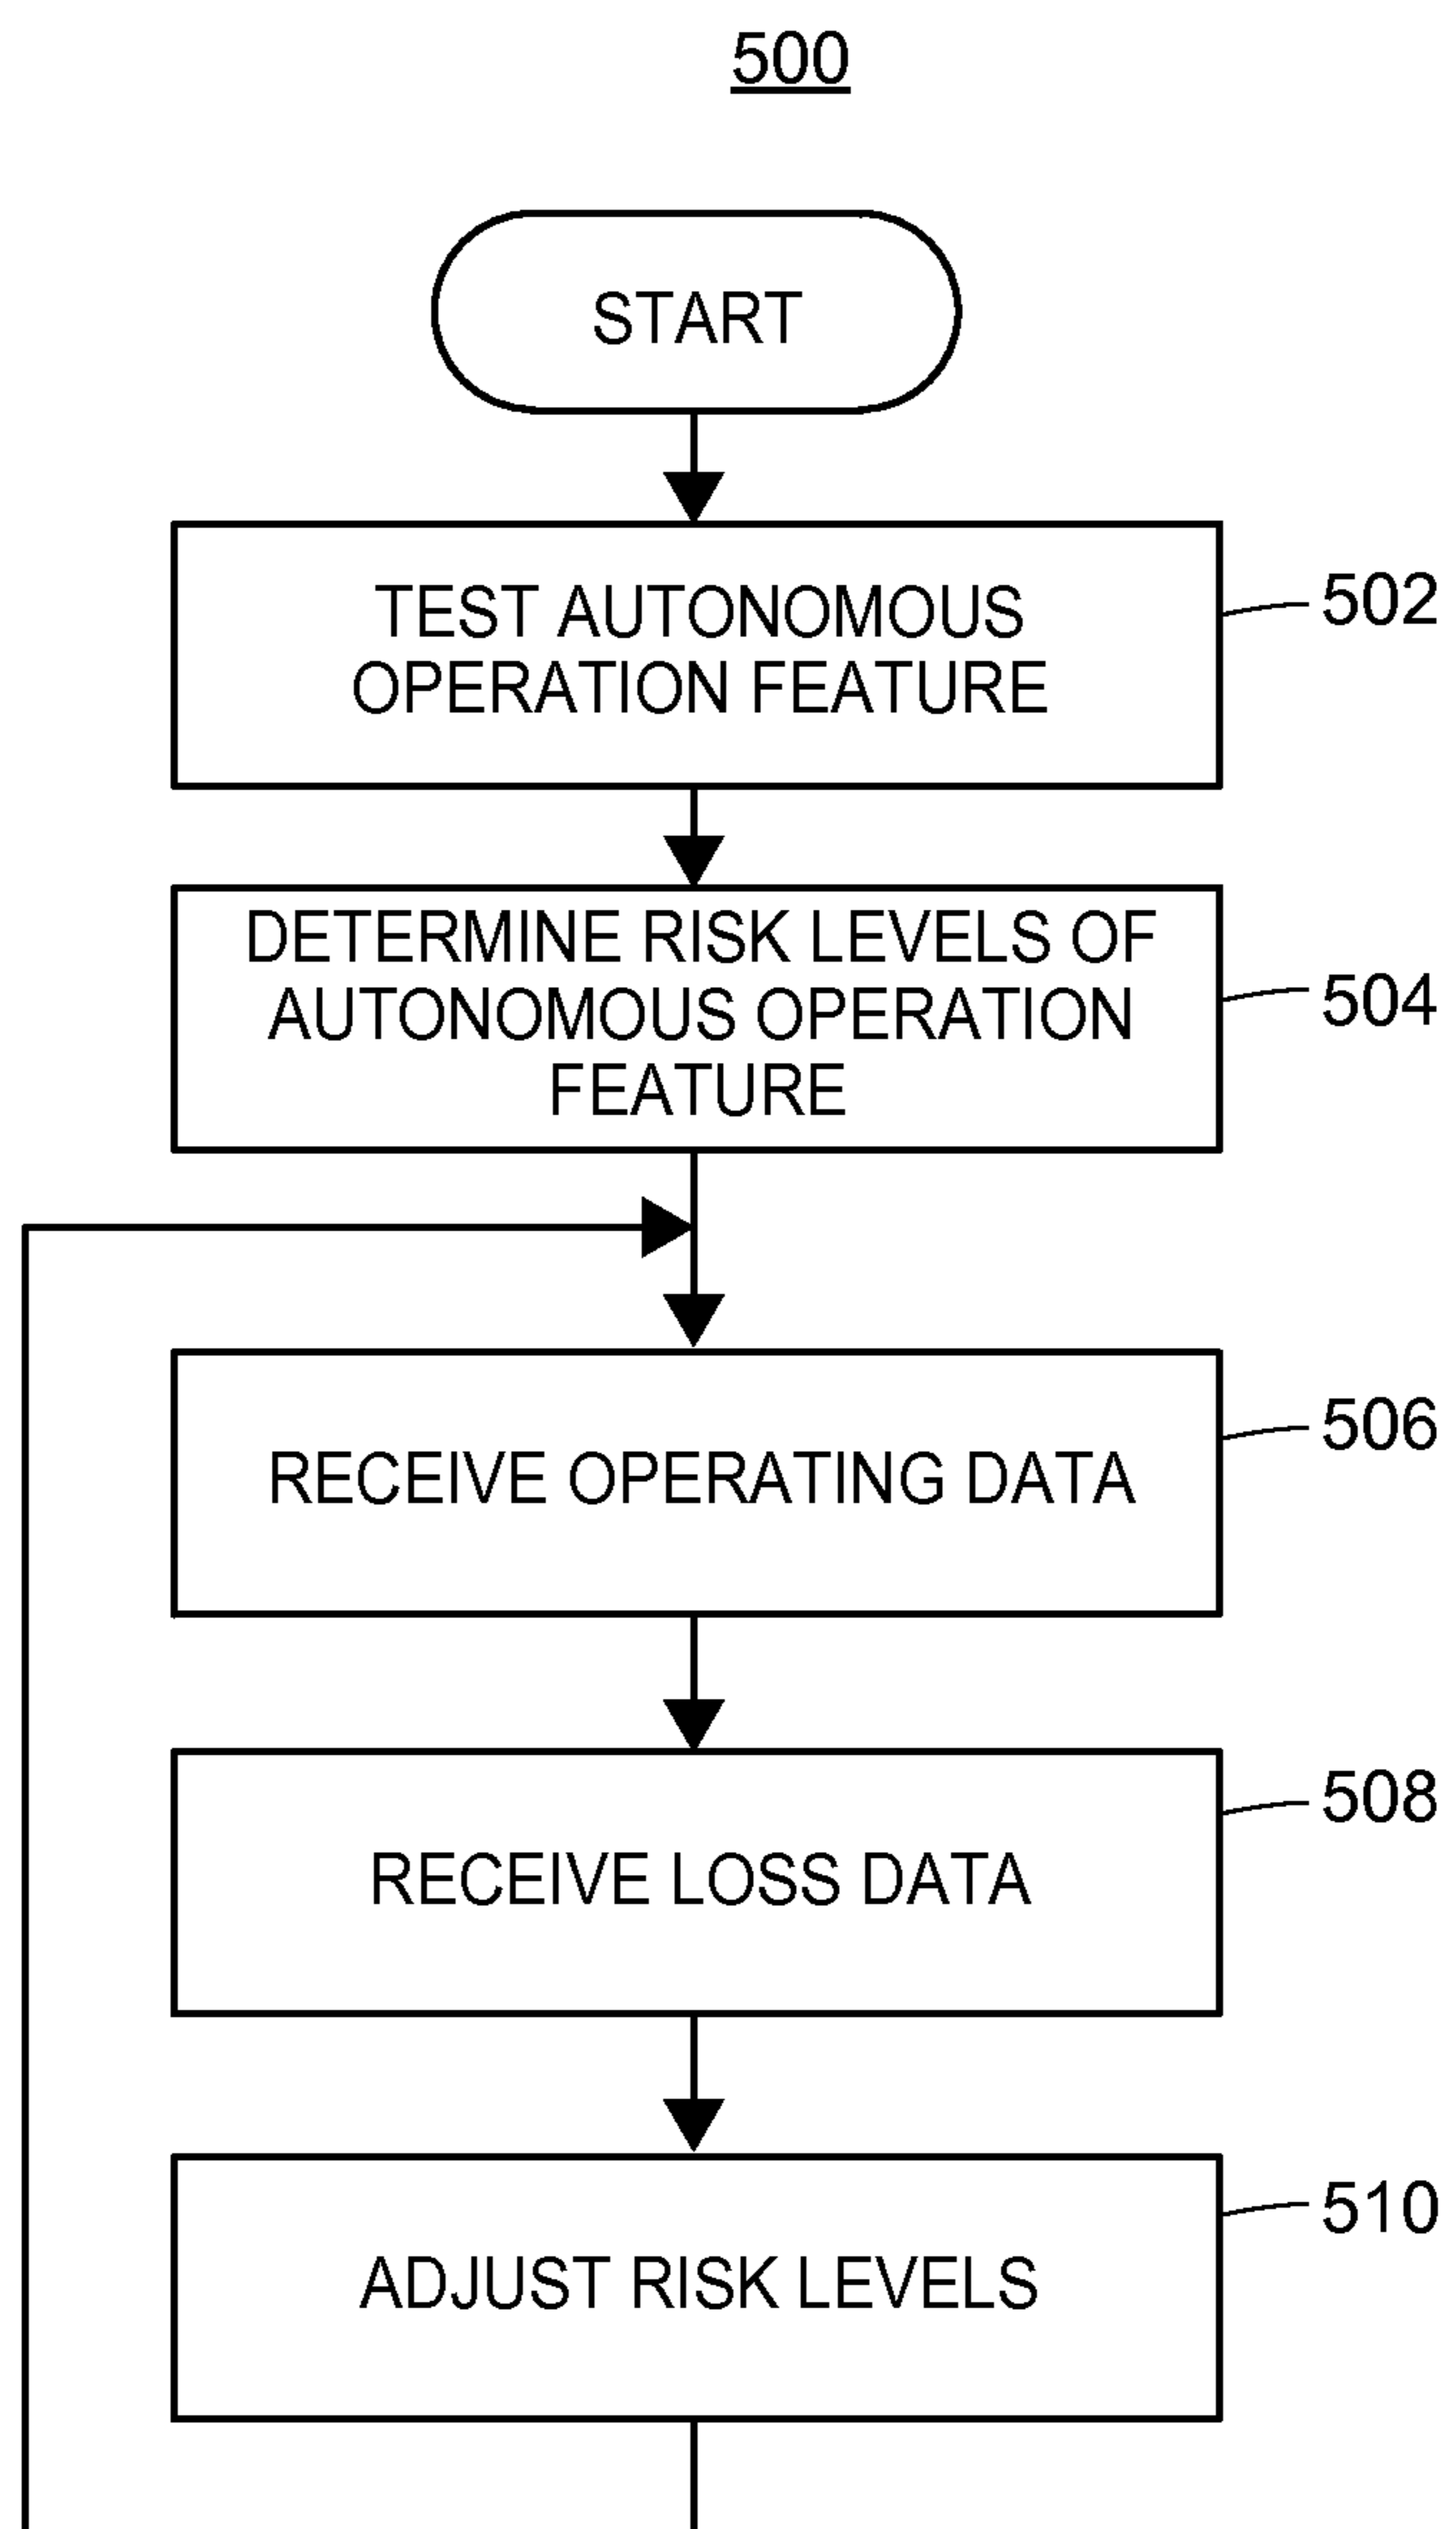 500
START
TEST AUTONOMOUS
OPERATION FEATURE
502
DETERMINE RISK LEVELS OF
AUTONOMOUS OPERATION
FEATURE
504
RECEIVE OPERATING DATA
506
RECEIVE LOSS DATA
508
ADJUST RISK LEVELS
510